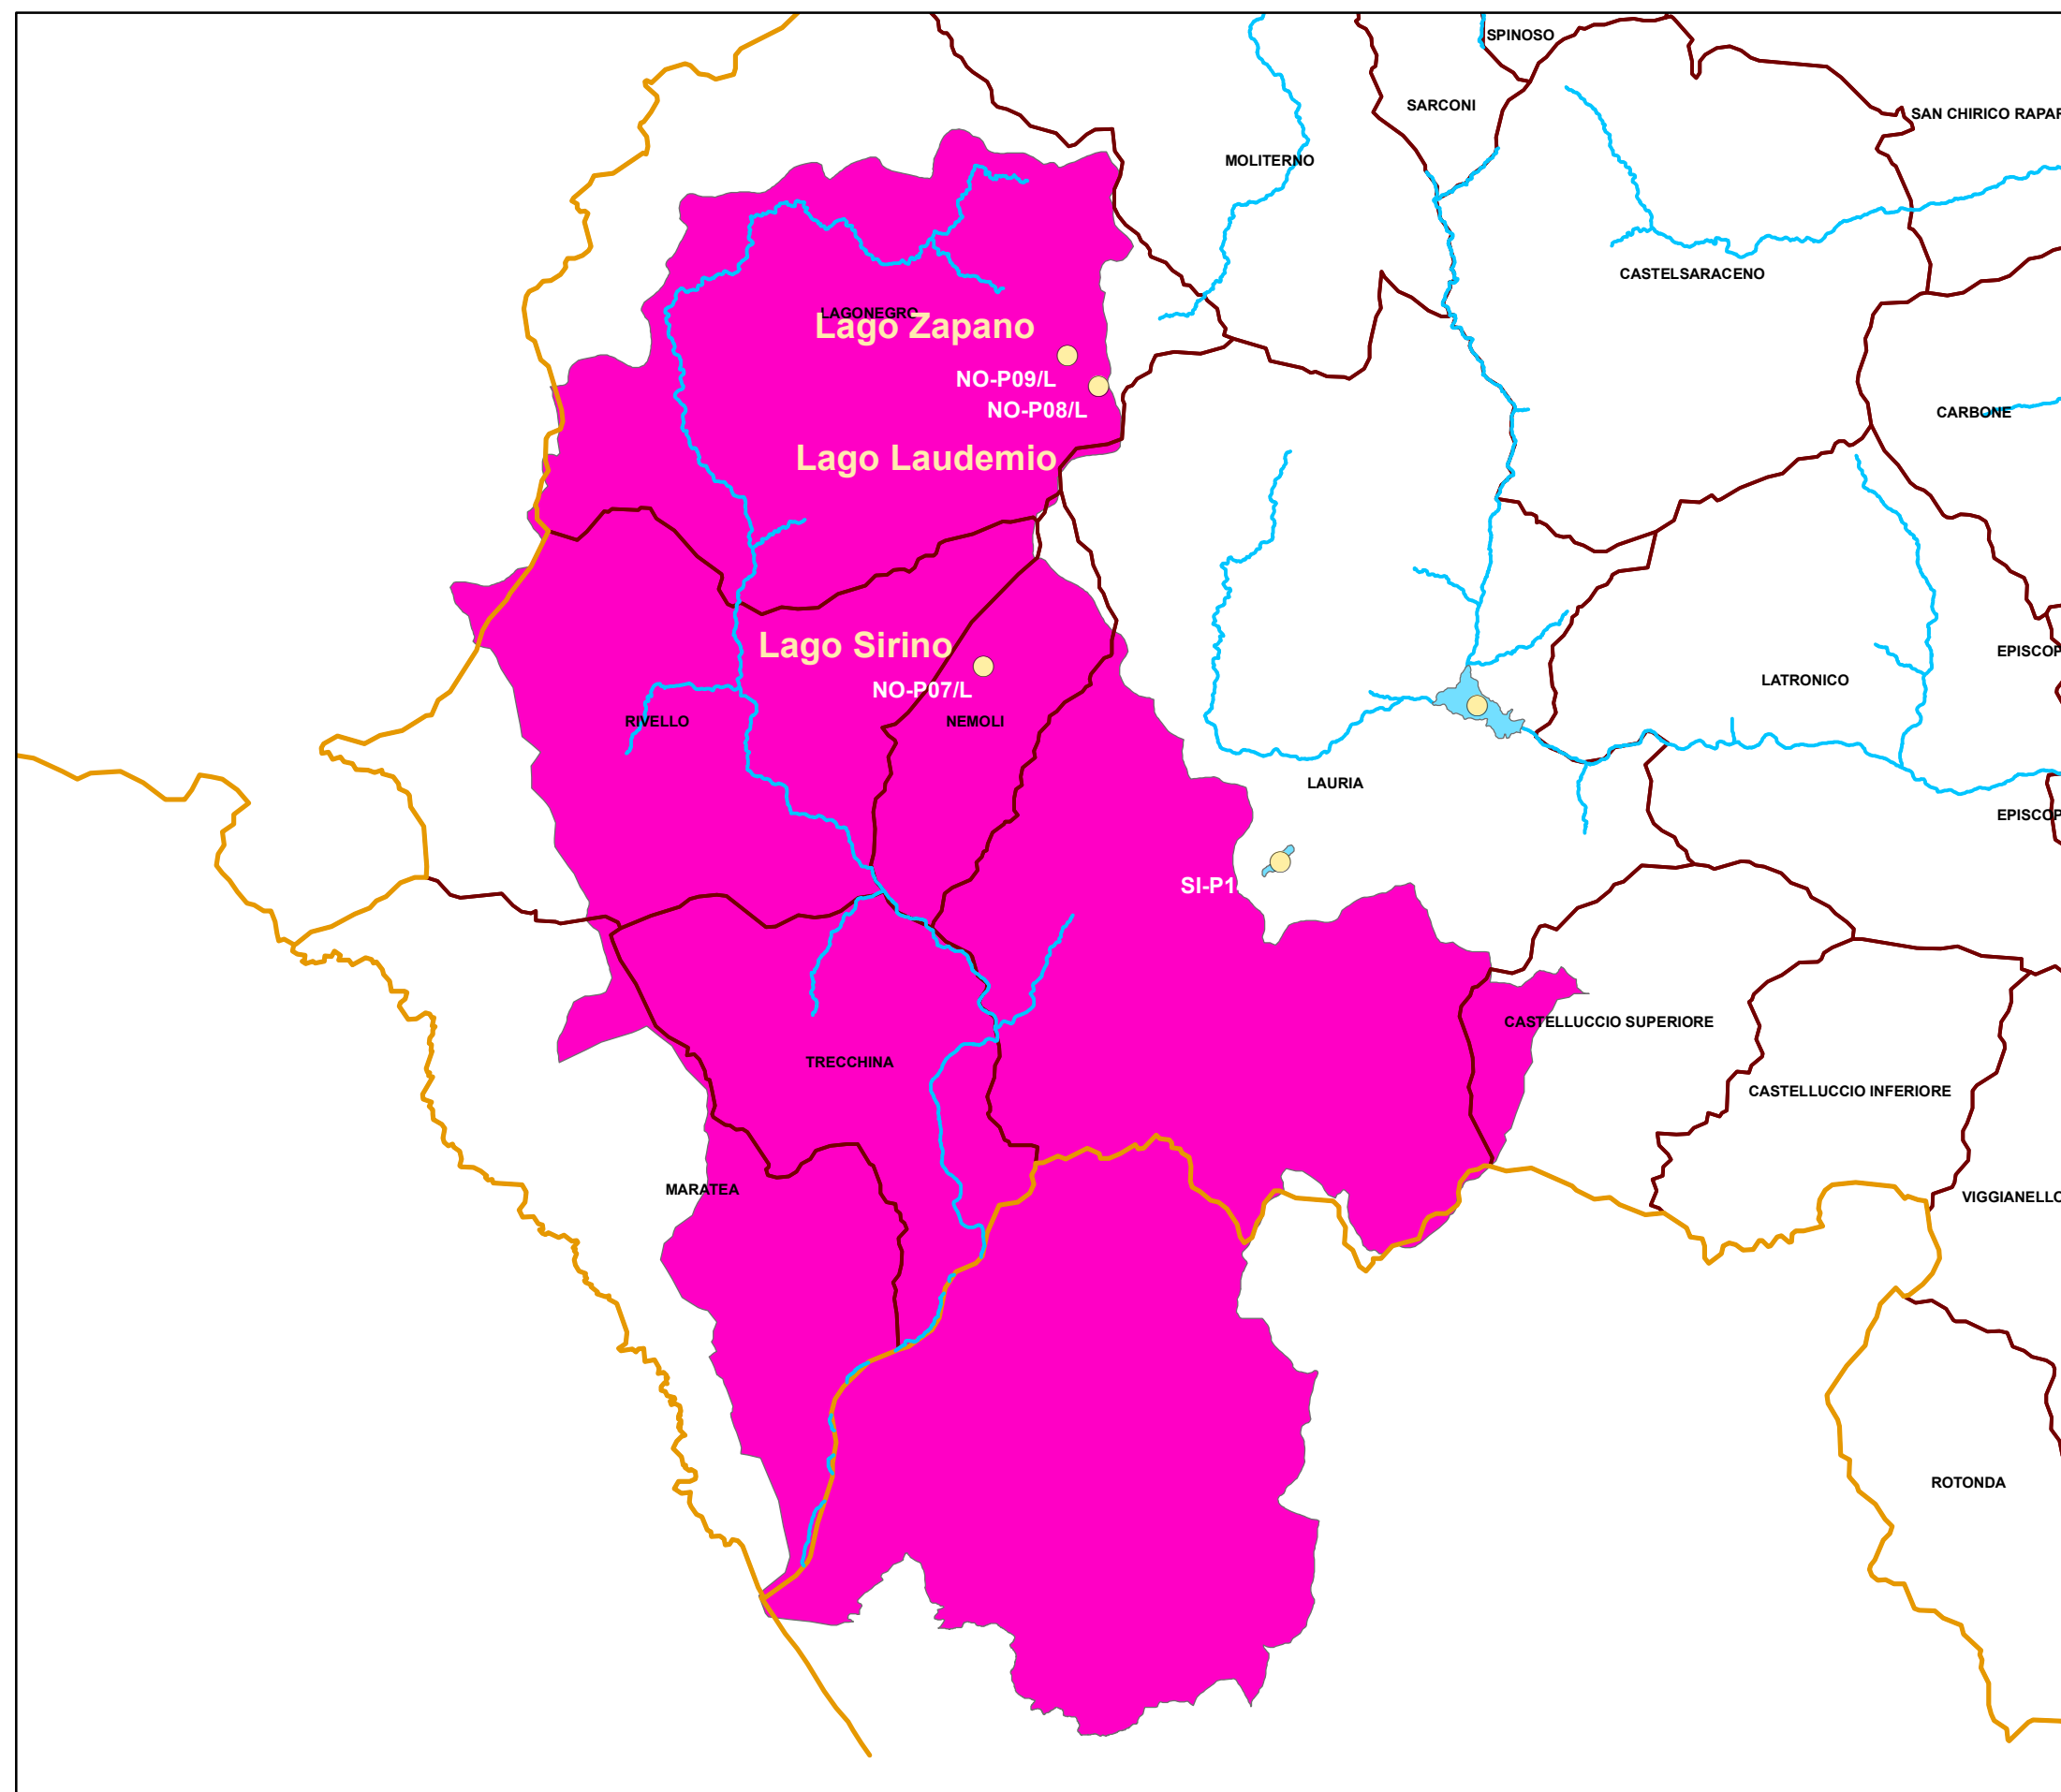 SPINOSO
SARCONI
SAN CHIRICO RAPAR
MOLITERNO
CASTELSARACENO
LAGONEGRO
Lago Zapano
NO-P09/L
NO-P08/L
CARBONE
Lago Laudemio
Lago Sirino
EPISCOP
LATRONICO
NO-P07/L
RIVELLO
NEMOLI
LAURIA
EPISCOP
SI-P1
CASTELLUCCIO SUPERIORE
TRECCHINA
CASTELLUCCIO INFERIORE
MARATEA
VIGGIANELLO
ROTONDA